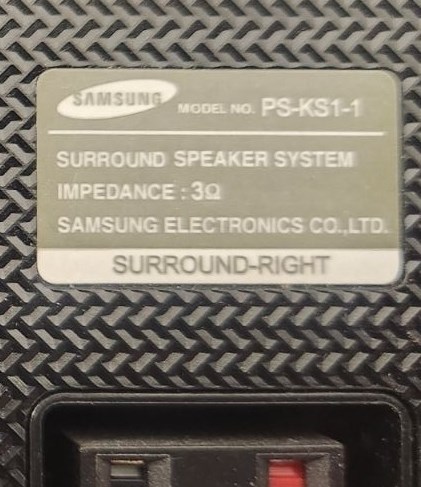 SAMSUNG MODEL NO. PS-KS1-1
SURROUND SPEAKER SYSTEM
IMPEDANCE : 3Ω
SAMSUNG ELECTRONICS CO.,LTD.
SURROUND-RIGHT